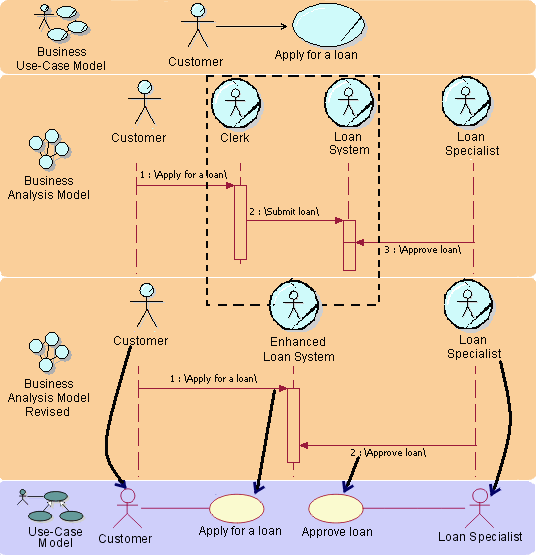 Business
Use-Case Model
Customer
Apply for a loan
Customer
Clerk
Loan
System
Loan
Specialist
Business
Analysis Model
1 : \Apply for a loan\
2 : \Submit loan\
3 : \Approve loan\
Customer
Enhanced
Loan System
Loan
Specialist
Business
Analysis Model
Revised
1 : \Apply for a loan\
2 : \Approve loan\
Use-Case
Model
Customer
Apply for a loan
Approve loan
Loan Specialist